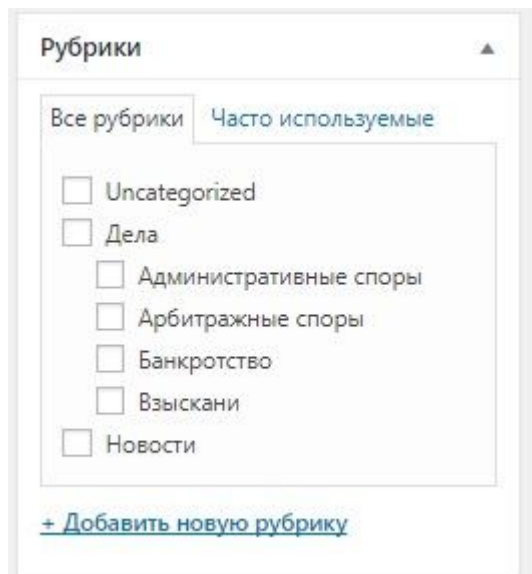 Рубрики
Все рубрики Часто используемые
Uncategorized
Дела
Административные споры
Арбитражные споры
Банкротство
Взыскани
Новости
+ Добавить новую рубрику